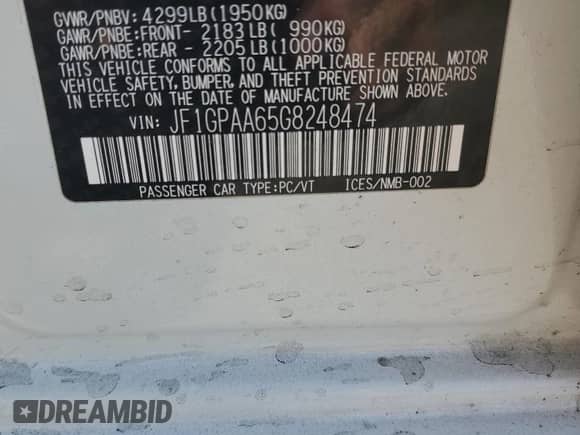 GVWR/PNBV: 4299LB(1950KG)
GAWR/PNBE:FRONT- 2183LB( 990KG)
GAWR/PNBE:REAR - 2205LB(1000KG)
THIS VEHICLE CONFORMS TO ALL APPLICABLE FEDERAL MOTOR
VEHICLE SAFETY, BUMPER, AND THEFT PREVENTION STANDARDS
IN EFFECT ON THE DATE OF MANUFACTURE SHOWN ABOVE.
VIN: JF1GPAA65G8248474
PASSENGER CAR TYPE:PC/VT ICES/NMB-002
DREAMBID